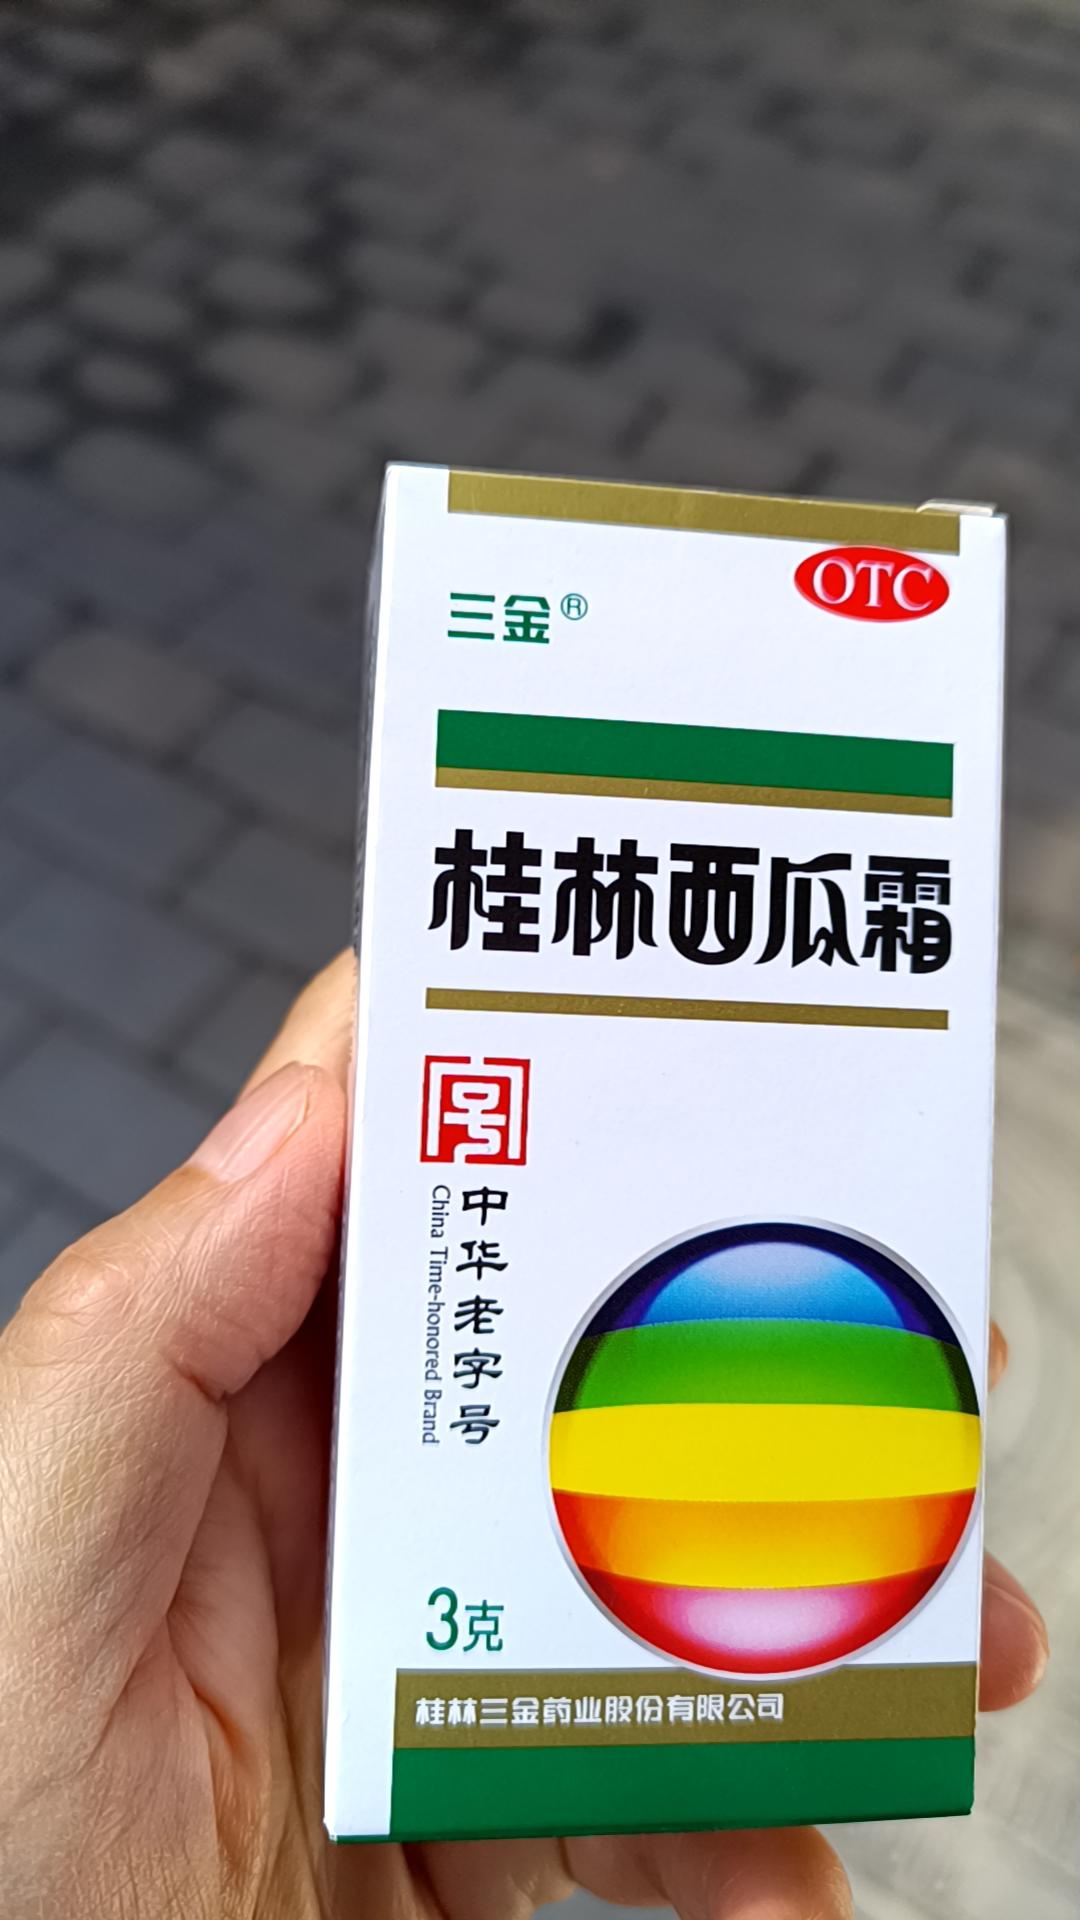 三金®
OTC
桂林西瓜霜
号
中华老字号
China Time-honored Brand
3克
桂林三金药业股份有限公司